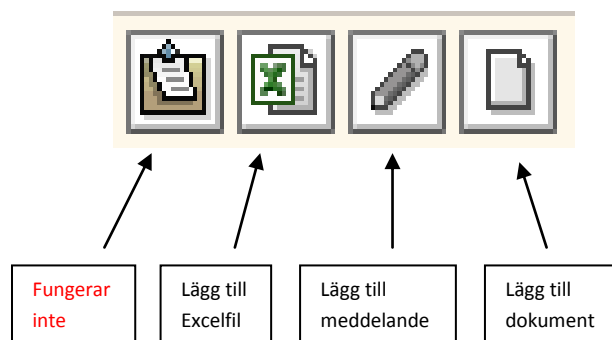 Fungerar
inte
Lägg till
Excelfil
Lägg till
meddelande
Lägg till
dokument